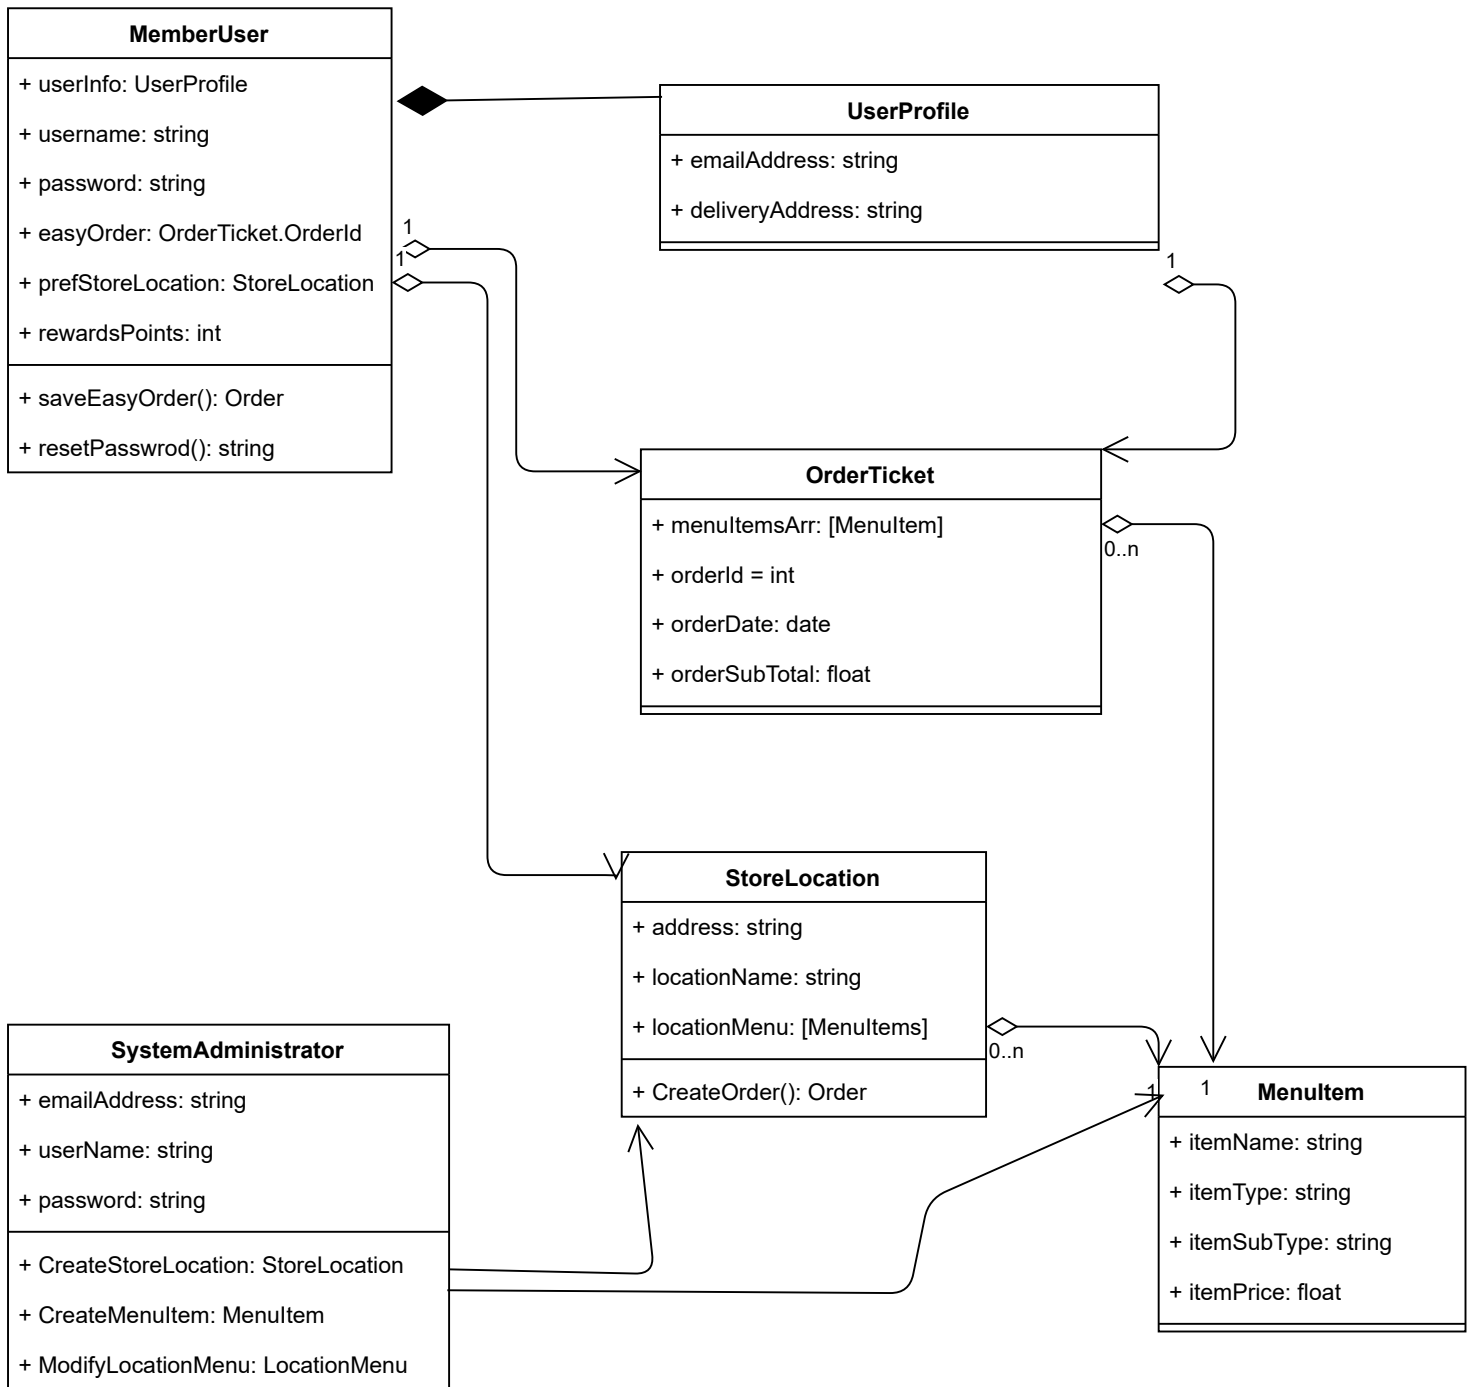 MemberUser
+ userInfo: UserProfile
+ username: string
+ password: string
+ easyOrder: OrderTicket.OrderId
+ prefStoreLocation: StoreLocation
+ rewardsPoints: int
+ saveEasyOrder(): Order
+ resetPasswrod(): string
1
1
UserProfile
+ emailAddress: string
+ deliveryAddress: string
1
OrderTicket
+ menuItemsArr: [MenuItem]
+ orderId = int
+ orderDate: date
+ orderSubTotal: float
0..n
StoreLocation
+ address: string
+ locationName: string
+ locationMenu: [MenuItems]
+ CreateOrder(): Order
0..n
SystemAdministrator
+ emailAddress: string
+ userName: string
+ password: string
+ CreateStoreLocation: StoreLocation
+ CreateMenuItem: MenuItem
+ ModifyLocationMenu: LocationMenu
1
1
MenuItem
+ itemName: string
+ itemType: string
+ itemSubType: string
+ itemPrice: float